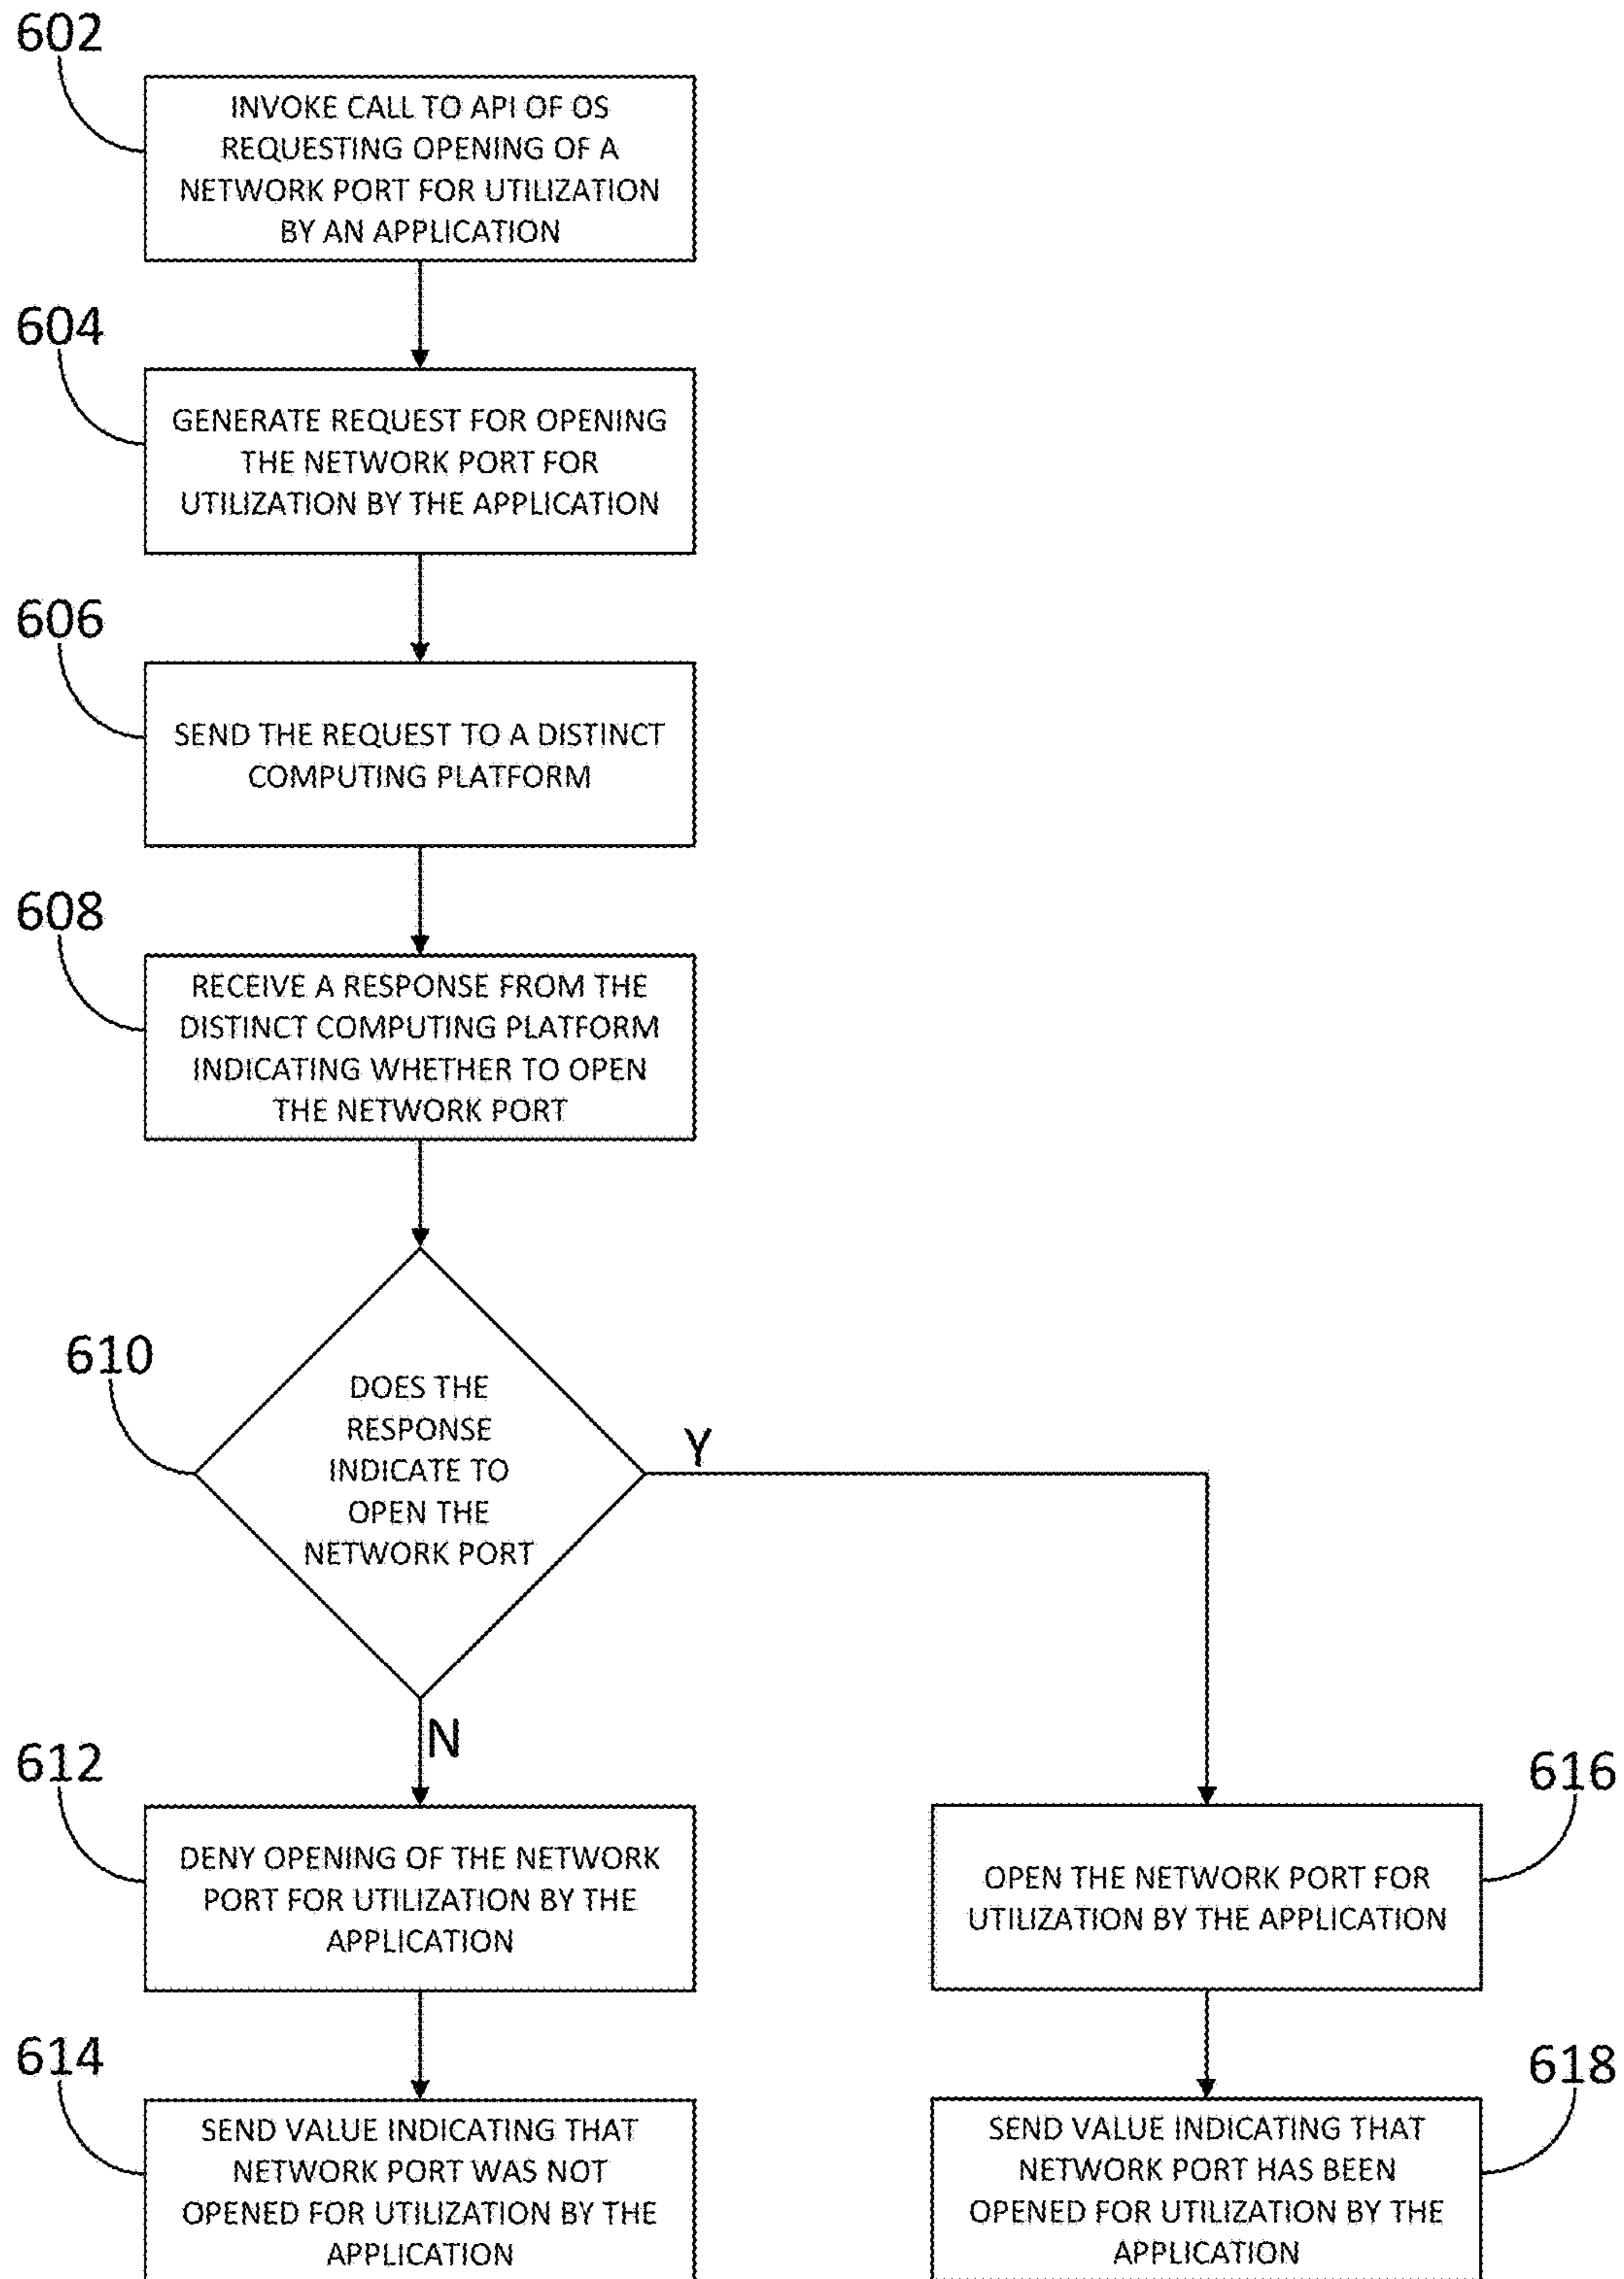 602
INVOKE CALL TO API OF OS
REQUESTING OPENING OF A
NETWORK PORT FOR UTILIZATION
BY AN APPLICATION
604
GENERATE REQUEST FOR OPENING
THE NETWORK PORT FOR
UTILIZATION BY THE APPLICATION
606
SEND THE REQUEST TO A DISTINCT
COMPUTING PLATFORM
608
RECEIVE A RESPONSE FROM THE
DISTINCT COMPUTING PLATFORM
INDICATING WHETHER TO OPEN
THE NETWORK PORT
610
DOES THE
RESPONSE
INDICATE TO
OPEN THE
NETWORK PORT
Y
N
612
DENY OPENING OF THE NETWORK
PORT FOR UTILIZATION BY THE
APPLICATION
616
OPEN THE NETWORK PORT FOR
UTILIZATION BY THE APPLICATION
614
SEND VALUE INDICATING THAT
NETWORK PORT WAS NOT
OPENED FOR UTILIZATION BY THE
APPLICATION
618
SEND VALUE INDICATING THAT
NETWORK PORT HAS BEEN
OPENED FOR UTILIZATION BY THE
APPLICATION